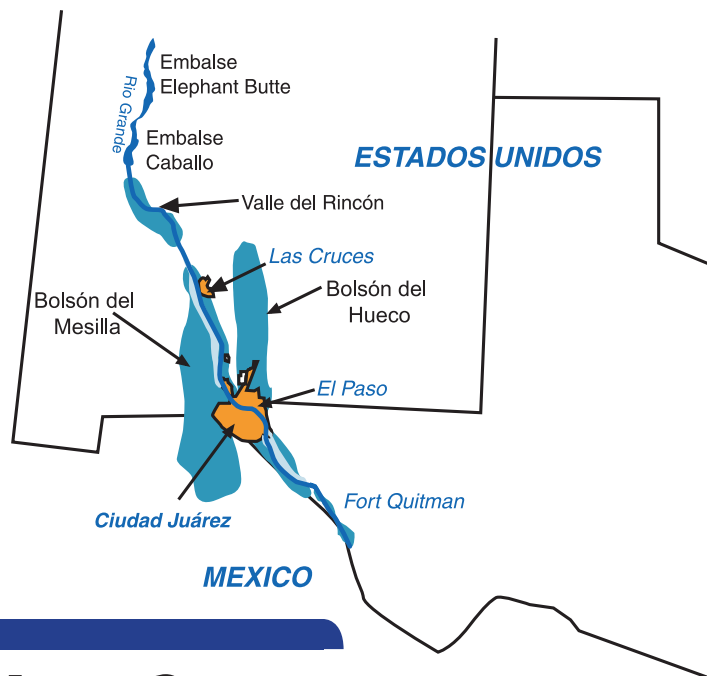 Embalse
Elephant Butte
Rio Grande
Embalse
Caballo
ESTADOS UNIDOS
Valle del Rincón
Las Cruces
Bolsón del
Hueco
Bolsón del
Mesilla
El Paso
Fort Quitman
Ciudad Juárez
MEXICO